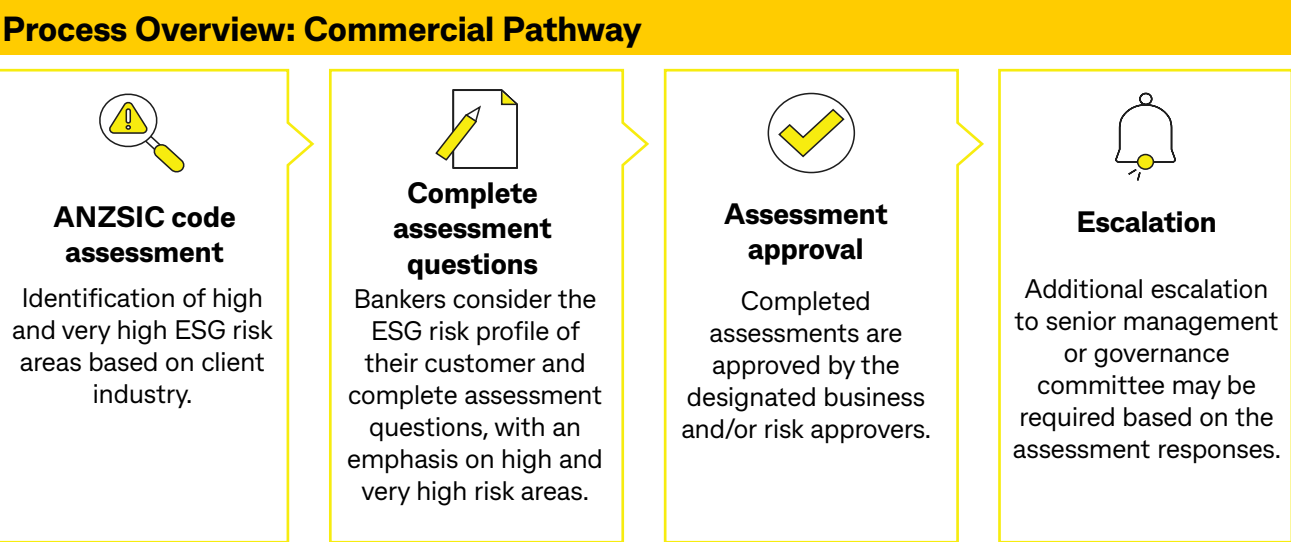 Process Overview: Commercial Pathway
ANZSIC code
assessment
Identification of high
and very high ESG risk
areas based on client
industry.
Complete
assessment
questions
Bankers consider the
ESG risk profile of
their customer and
complete assessment
questions, with an
emphasis on high and
very high risk areas.
Assessment
approval
Completed
assessments are
approved by the
designated business
and/or risk approvers.
Escalation
Additional escalation
to senior management
or governance
committee may be
required based on the
assessment responses.